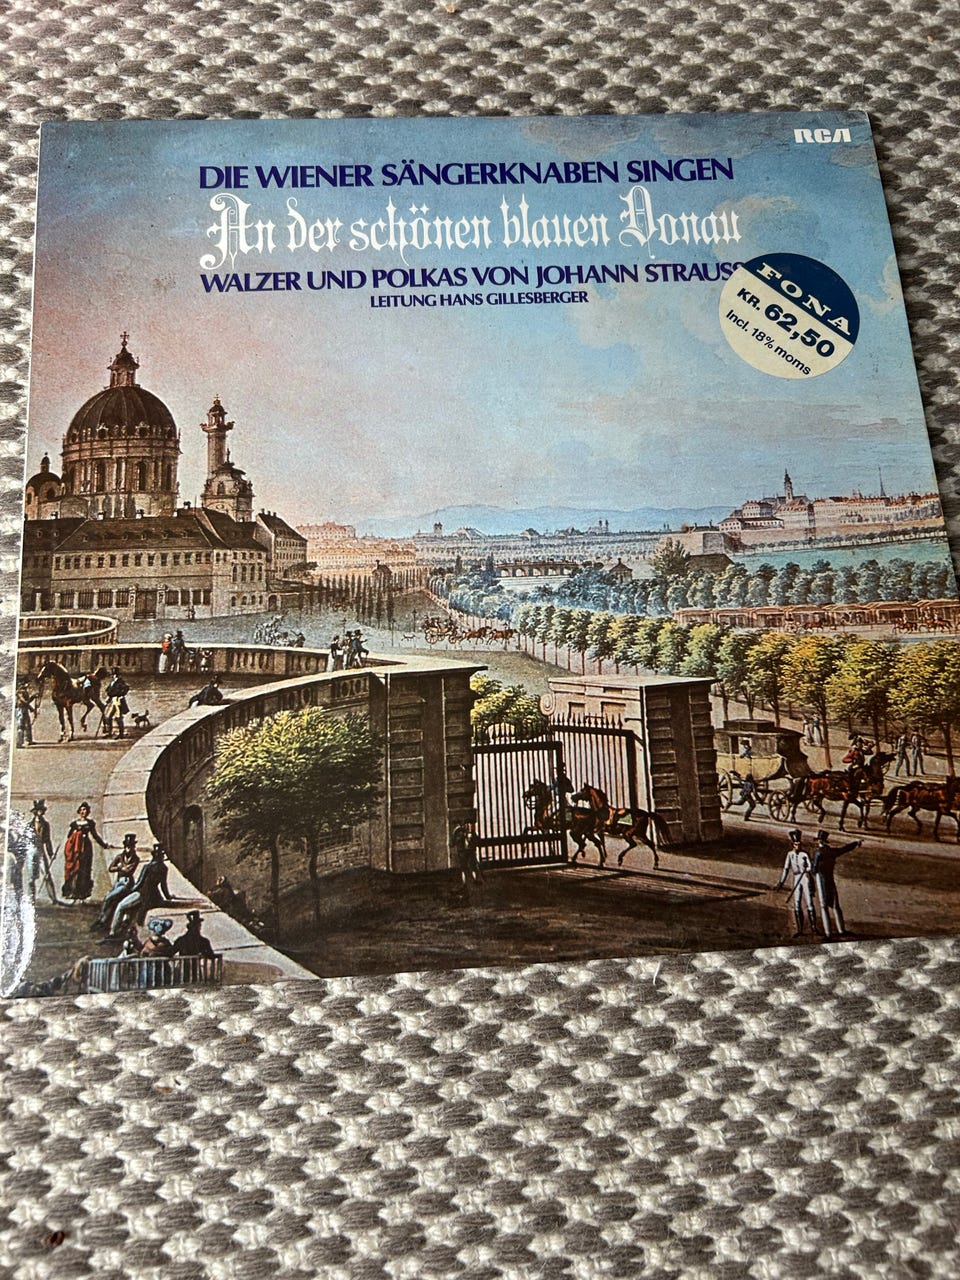 RCA
DIE WIENER SÄNGERKNABEN SINGEN
An der schönen blauen Donau
WALZER UND POLKAS VON JOHANN STRAUSS
LEITUNG HANS GILLESBERGER
FONA
KR. 62,50
Incl. 18% moms